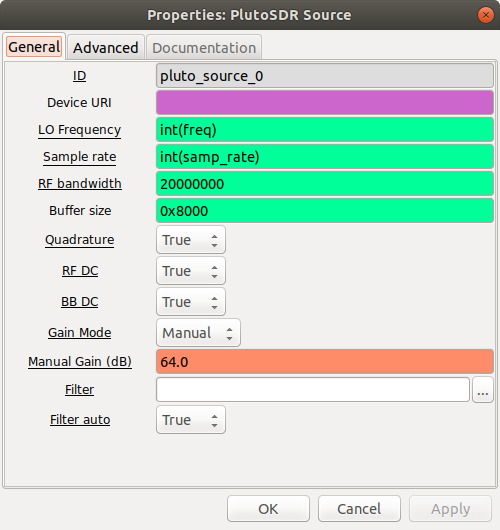 Properties: PlutoSDR Source
General Advanced Documentation
ID pluto_source_0
Device URI
LO Frequency int(freq)
Sample rate int(samp_rate)
RF bandwidth 20000000
Buffer size 0x8000
Quadrature True
RF DC True
BB DC True
Gain Mode Manual
Manual Gain (dB) 64.0
Filter ...
Filter auto True
OK Cancel Apply